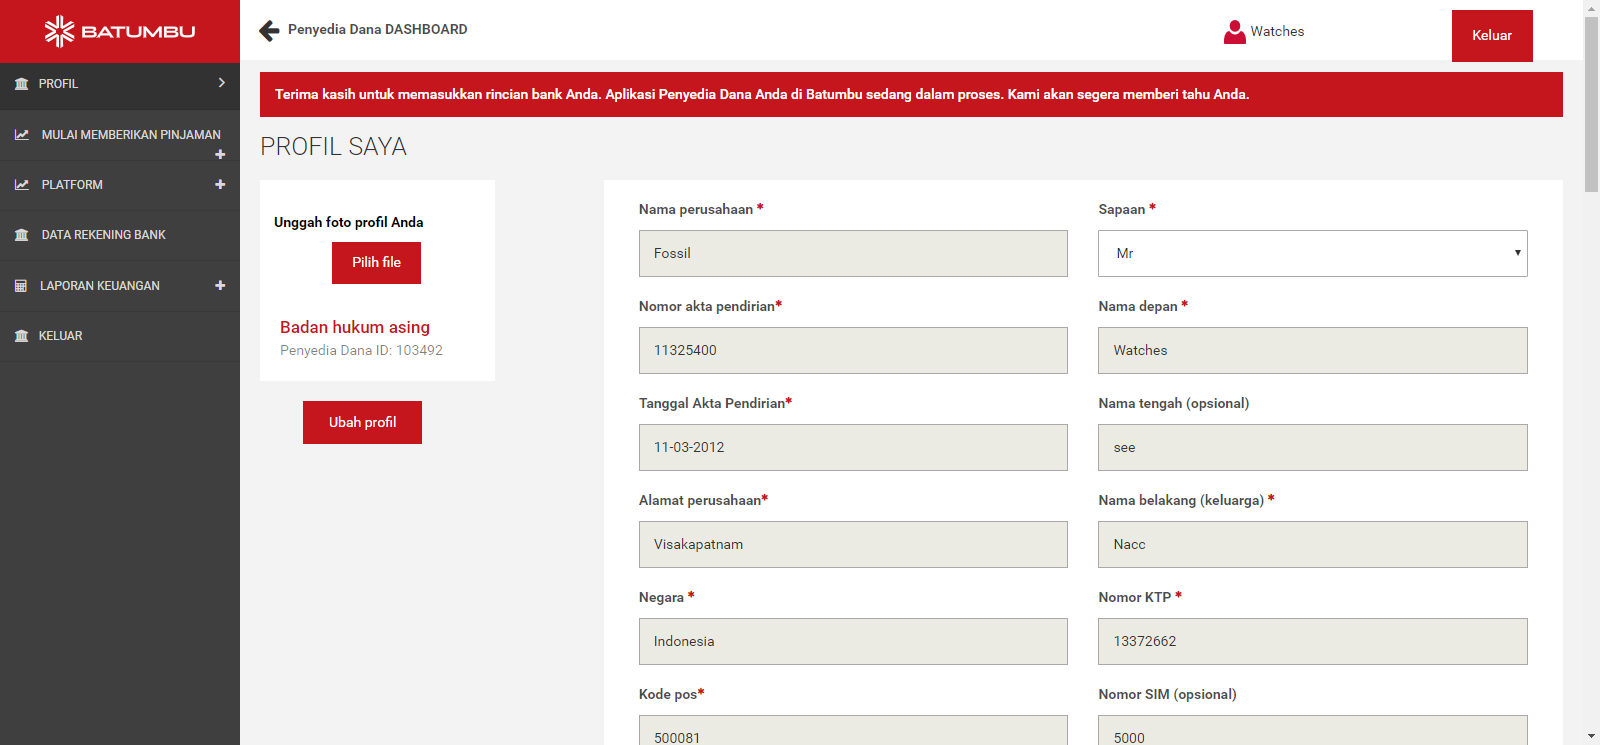 BATUMBU
Penyedia Dana DASHBOARD
Watches
Keluar
PROFIL
MULAI MEMBERIKAN PINJAMAN
PLATFORM
DATA REKENING BANK
LAPORAN KEUANGAN
KELUAR
Terima kasih untuk memasukkan rincian bank Anda. Aplikasi Penyedia Dana Anda di Batumbu sedang dalam proses. Kami akan segera memberi tahu Anda.
PROFIL SAYA
Unggah foto profil Anda
Pilih file
Badan hukum asing
Penyedia Dana ID: 103492
Ubah profil
Nama perusahaan *
Fossil
Nomor akta pendirian*
11325400
Tanggal Akta Pendirian*
11-03-2012
Alamat perusahaan*
Visakapatnam
Negara *
Indonesia
Kode pos*
500081
Sapaan *
Mr
Nama depan *
Watches
Nama tengah (opsional)
see
Nama belakang (keluarga) *
Nacc
Nomor KTP *
13372662
Nomor SIM (opsional)
5000